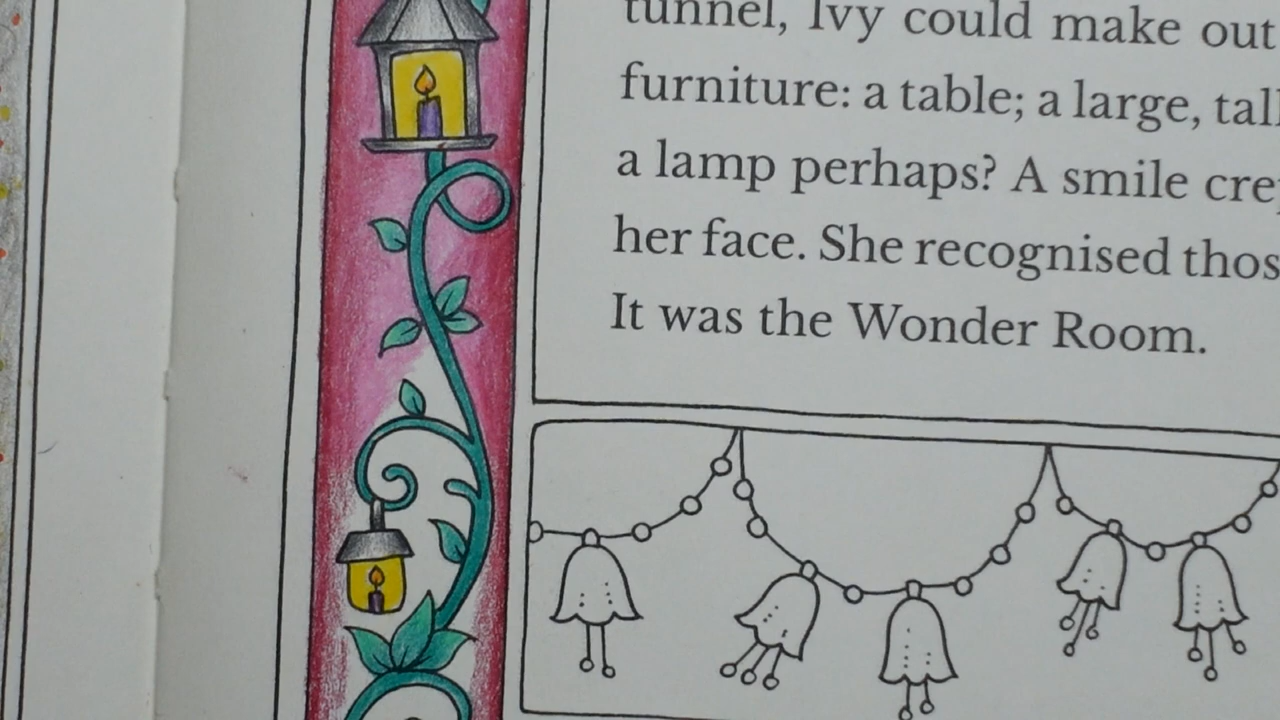 tunnel, Ivy could make out
furniture: a table; a large, tall
a lamp perhaps? A smile cre
her face. She recognised thos
It was the Wonder Room.